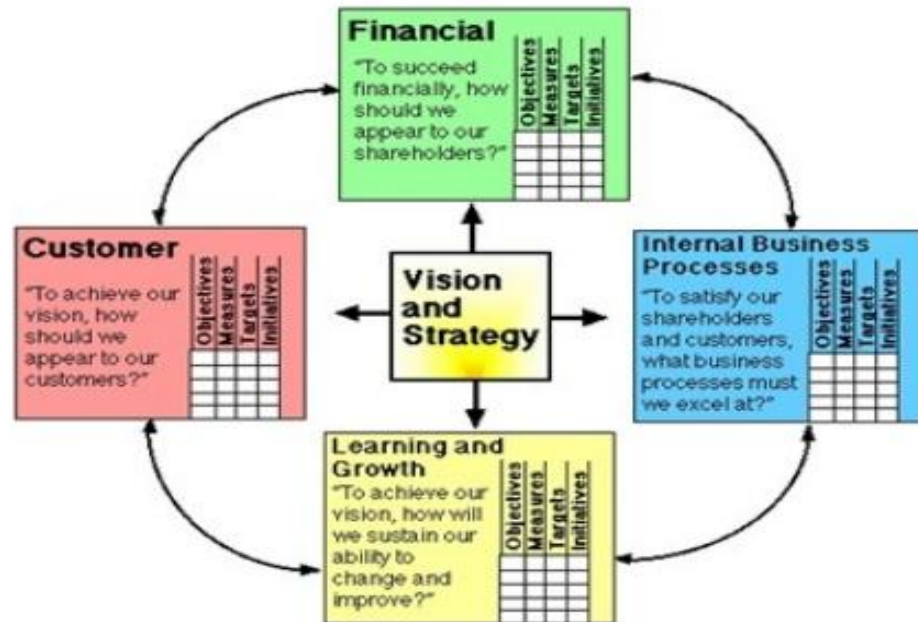 Financial
"To succeed
financially, how
should we
appear to our
shareholders?"
Objectives
Measures
Targets
Initiatives
Customer
"To achieve our
vision, how
should we
appear to our
customers?"
Objectives
Measures
Targets
Initiatives
Vision
and
Strategy
Internal Business
Processes
"To satisfy our
shareholders
and customers,
what business
processes must
we excel at?"
Objectives
Measures
Targets
Initiatives
Learning and
Growth
"To achieve our
vision, how will
we sustain our
ability to
change and
improve?"
Objectives
Measures
Targets
Initiatives